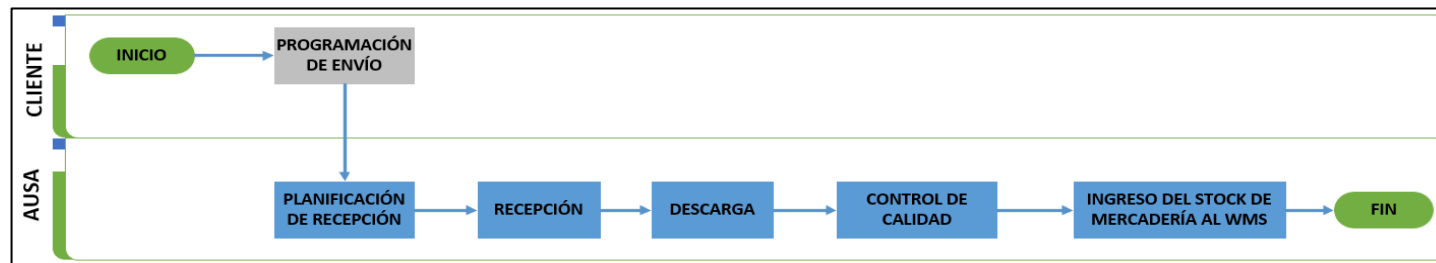 CLIENTE
INICIO
PROGRAMACIÓN
DE ENVÍO
AUSA
PLANIFICACIÓN
DE RECEPCIÓN
RECEPCIÓN
DESCARGA
CONTROL DE
CALIDAD
INGRESO DEL STOCK DE
MERCADERÍA AL WMS
FIN